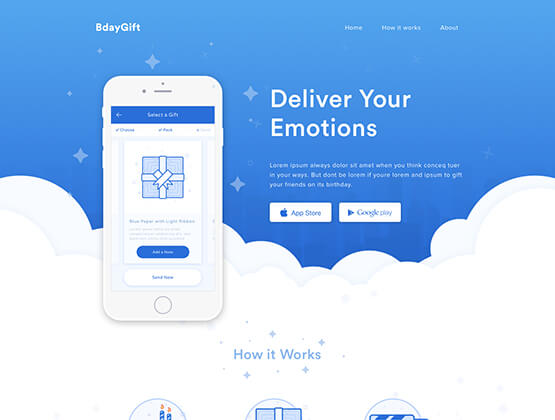 BdayGift
Home
How it works
About
Deliver Your
Emotions
Lorem ipsum always dolor sit amet when you think conceq tuer
in your ways. But dont be lorem if youre lorem and ipsum to gift
your friends on its birthday.
App Store
Google play
Select a Gift
Choose
Pack
Blue Paper with Light Ribbon
Add a Note
Send Now
How it Works